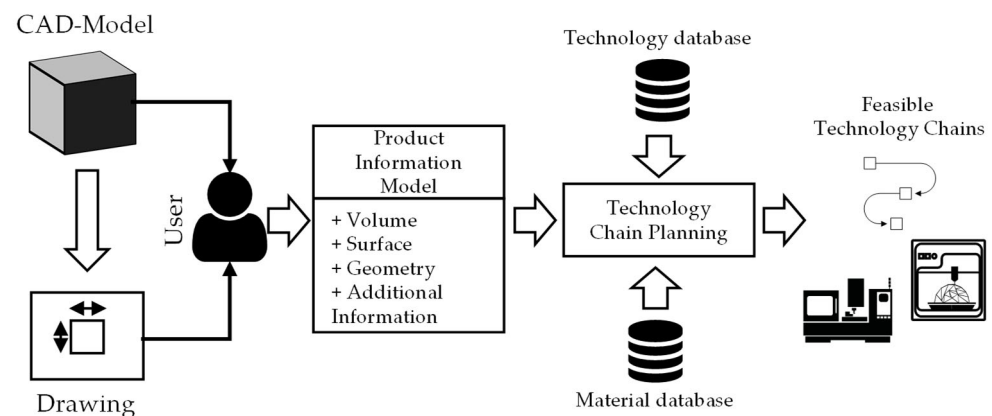 CAD-Model
Drawing
User
Product
Information
Model
+ Volume
+ Surface
+ Geometry
+ Additional
Information
Technology database
Technology
Chain Planning
Material database
Feasible
Technology Chains